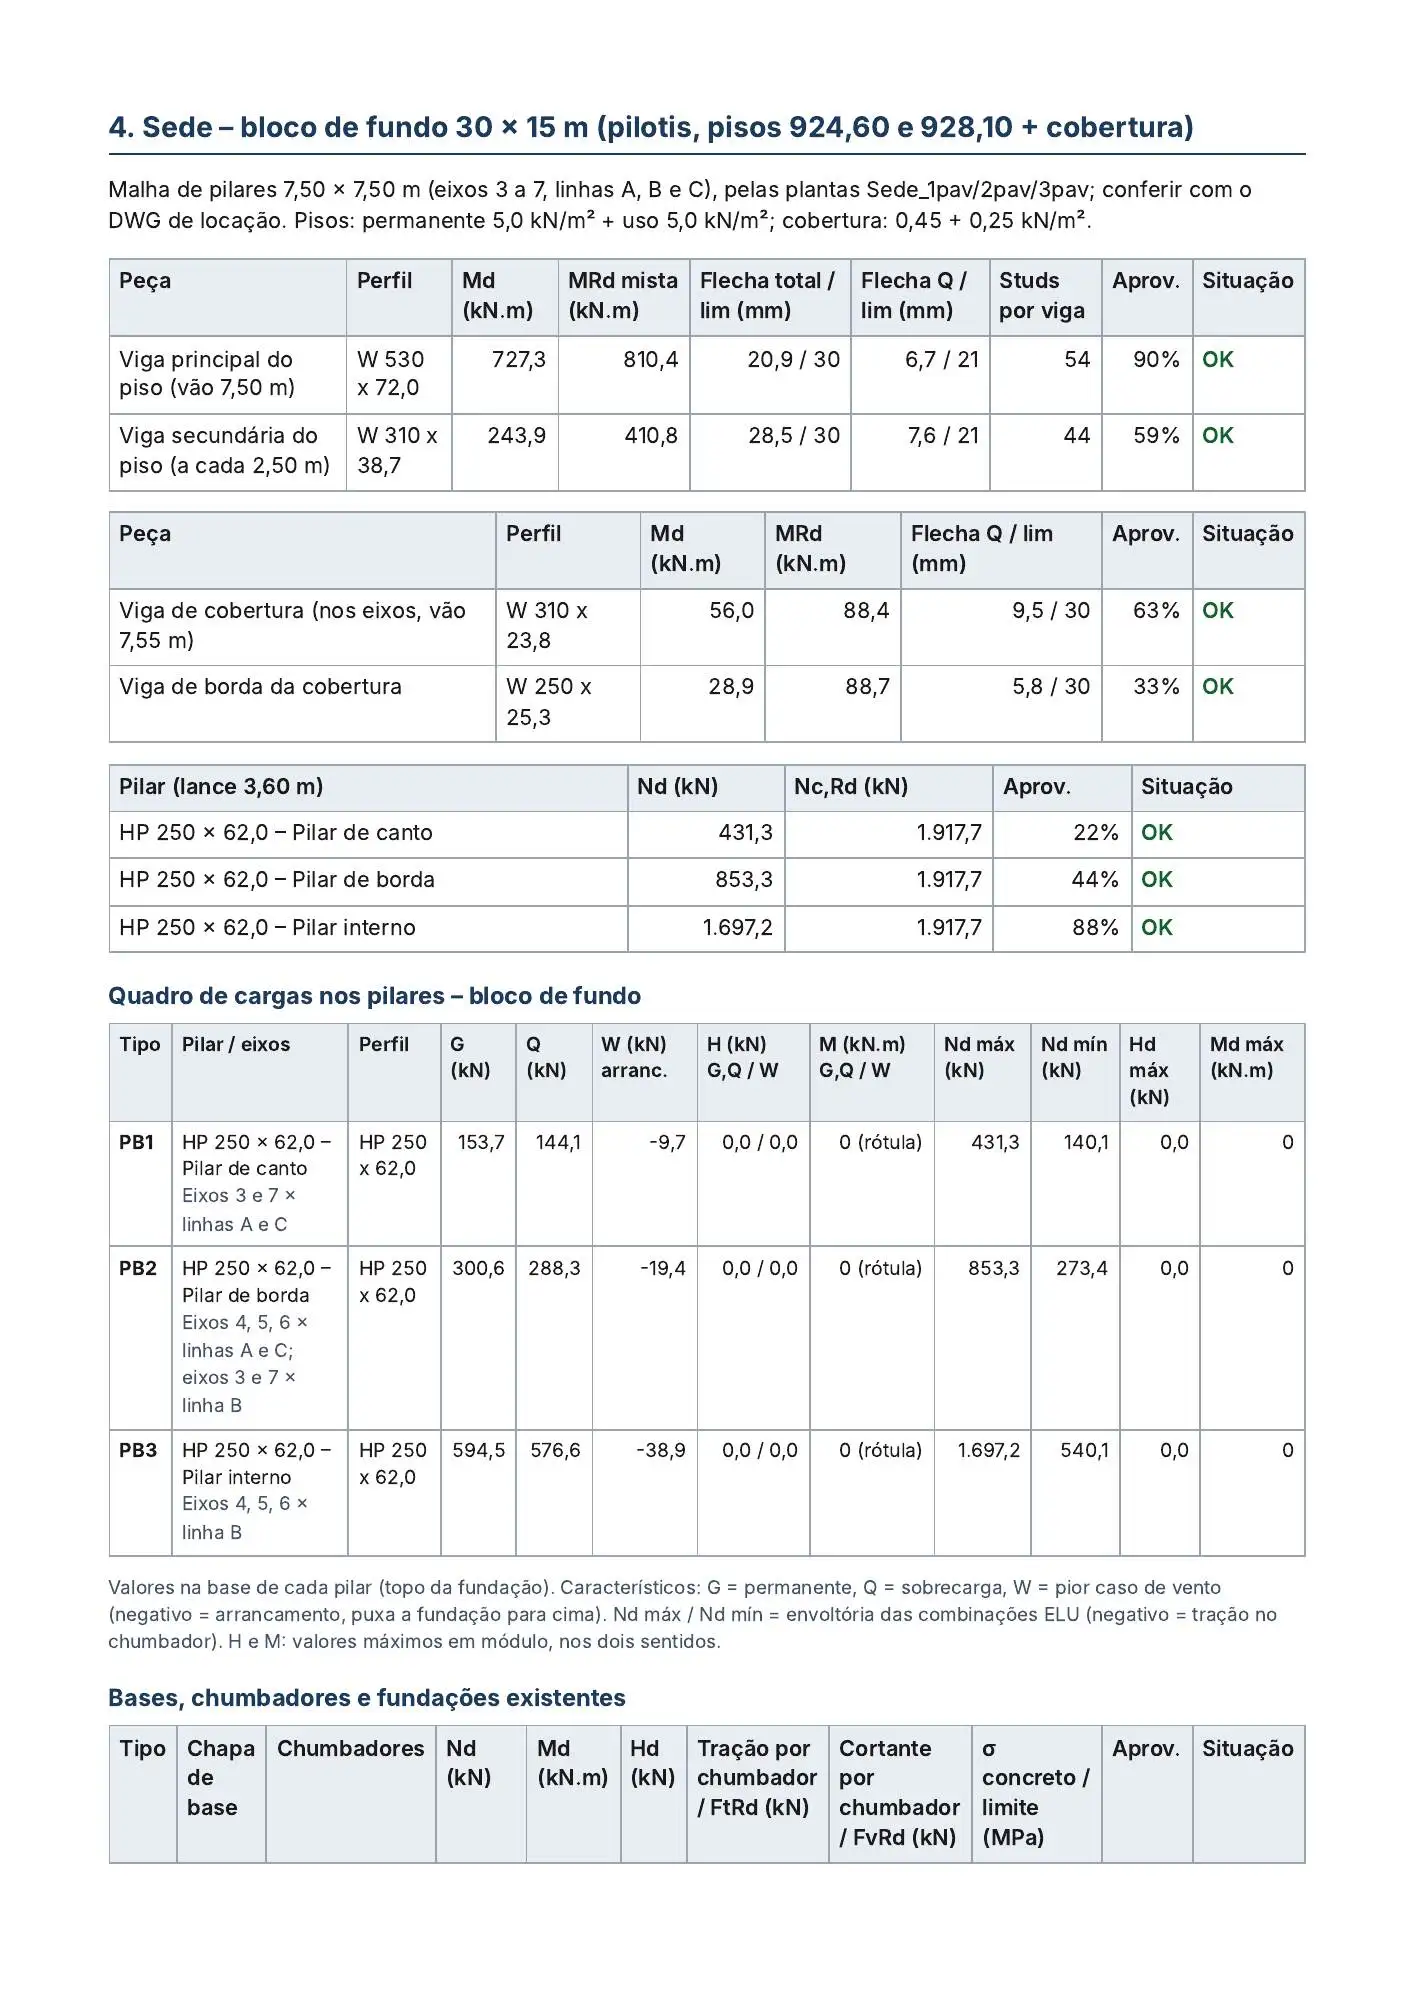 4. Sede – bloco de fundo 30 × 15 m (pilotis, pisos 924,60 e 928,10 + cobertura)
Malha de pilares 7,50 × 7,50 m (eixos 3 a 7, linhas A, B e C), pelas plantas Sede_1pav/2pav/3pav; conferir com o
DWG de locação. Pisos: permanente 5,0 kN/m² + uso 5,0 kN/m²; cobertura: 0,45 + 0,25 kN/m².
Peça Perfil Md MRd mista Flecha total / Flecha Q / Studs Aprov. Situação
(kN.m) (kN.m) lim (mm) lim (mm) por viga
Viga principal do W 530 727,3 810,4 20,9 / 30 6,7 / 21 54 90% OK
piso (vão 7,50 m) x 72,0
Viga secundária do W 310 x 243,9 410,8 28,5 / 30 7,6 / 21 44 59% OK
piso (a cada 2,50 m) 38,7
Peça Perfil Md MRd Flecha Q / lim Aprov. Situação
(kN.m) (kN.m) (mm)
Viga de cobertura (nos eixos, vão W 310 x 56,0 88,4 9,5 / 30 63% OK
7,55 m) 23,8
Viga de borda da cobertura W 250 x 28,9 88,7 5,8 / 30 33% OK
25,3
Pilar (lance 3,60 m) Nd (kN) Nc,Rd (kN) Aprov. Situação
HP 250 × 62,0 – Pilar de canto 431,3 1.917,7 22% OK
HP 250 × 62,0 – Pilar de borda 853,3 1.917,7 44% OK
HP 250 × 62,0 – Pilar interno 1.697,2 1.917,7 88% OK
Quadro de cargas nos pilares – bloco de fundo
Tipo Pilar / eixos Perfil G Q W (kN) H (kN) M (kN.m) Nd máx Nd mín Hd Md máx
(kN) (kN) arranc. G,Q / W G,Q / W (kN) (kN) máx (kN.m)
(kN)
PB1 HP 250 × 62,0 – HP 250 153,7 144,1 -9,7 0,0 / 0,0 0 (rótula) 431,3 140,1 0,0 0
Pilar de canto x 62,0
Eixos 3 e 7 ×
linhas A e C
PB2 HP 250 × 62,0 – HP 250 300,6 288,3 -19,4 0,0 / 0,0 0 (rótula) 853,3 273,4 0,0 0
Pilar de borda x 62,0
Eixos 4, 5, 6 ×
linhas A e C;
eixos 3 e 7 ×
linha B
PB3 HP 250 × 62,0 – HP 250 594,5 576,6 -38,9 0,0 / 0,0 0 (rótula) 1.697,2 540,1 0,0 0
Pilar interno x 62,0
Eixos 4, 5, 6 ×
linha B
Valores na base de cada pilar (topo da fundação). Característicos: G = permanente, Q = sobrecarga, W = pior caso de vento
(negativo = arrancamento, puxa a fundação para cima). Nd máx / Nd mín = envoltória das combinações ELU (negativo = tração no
chumbador). H e M: valores máximos em módulo, nos dois sentidos.
Bases, chumbadores e fundações existentes
Tipo Chapa Chumbadores Nd Md Hd Tração por Cortante σ Aprov. Situação
de (kN) (kN.m) (kN) chumbador por concreto /
base / FtRd (kN) chumbador limite
/ FvRd (kN) (MPa)